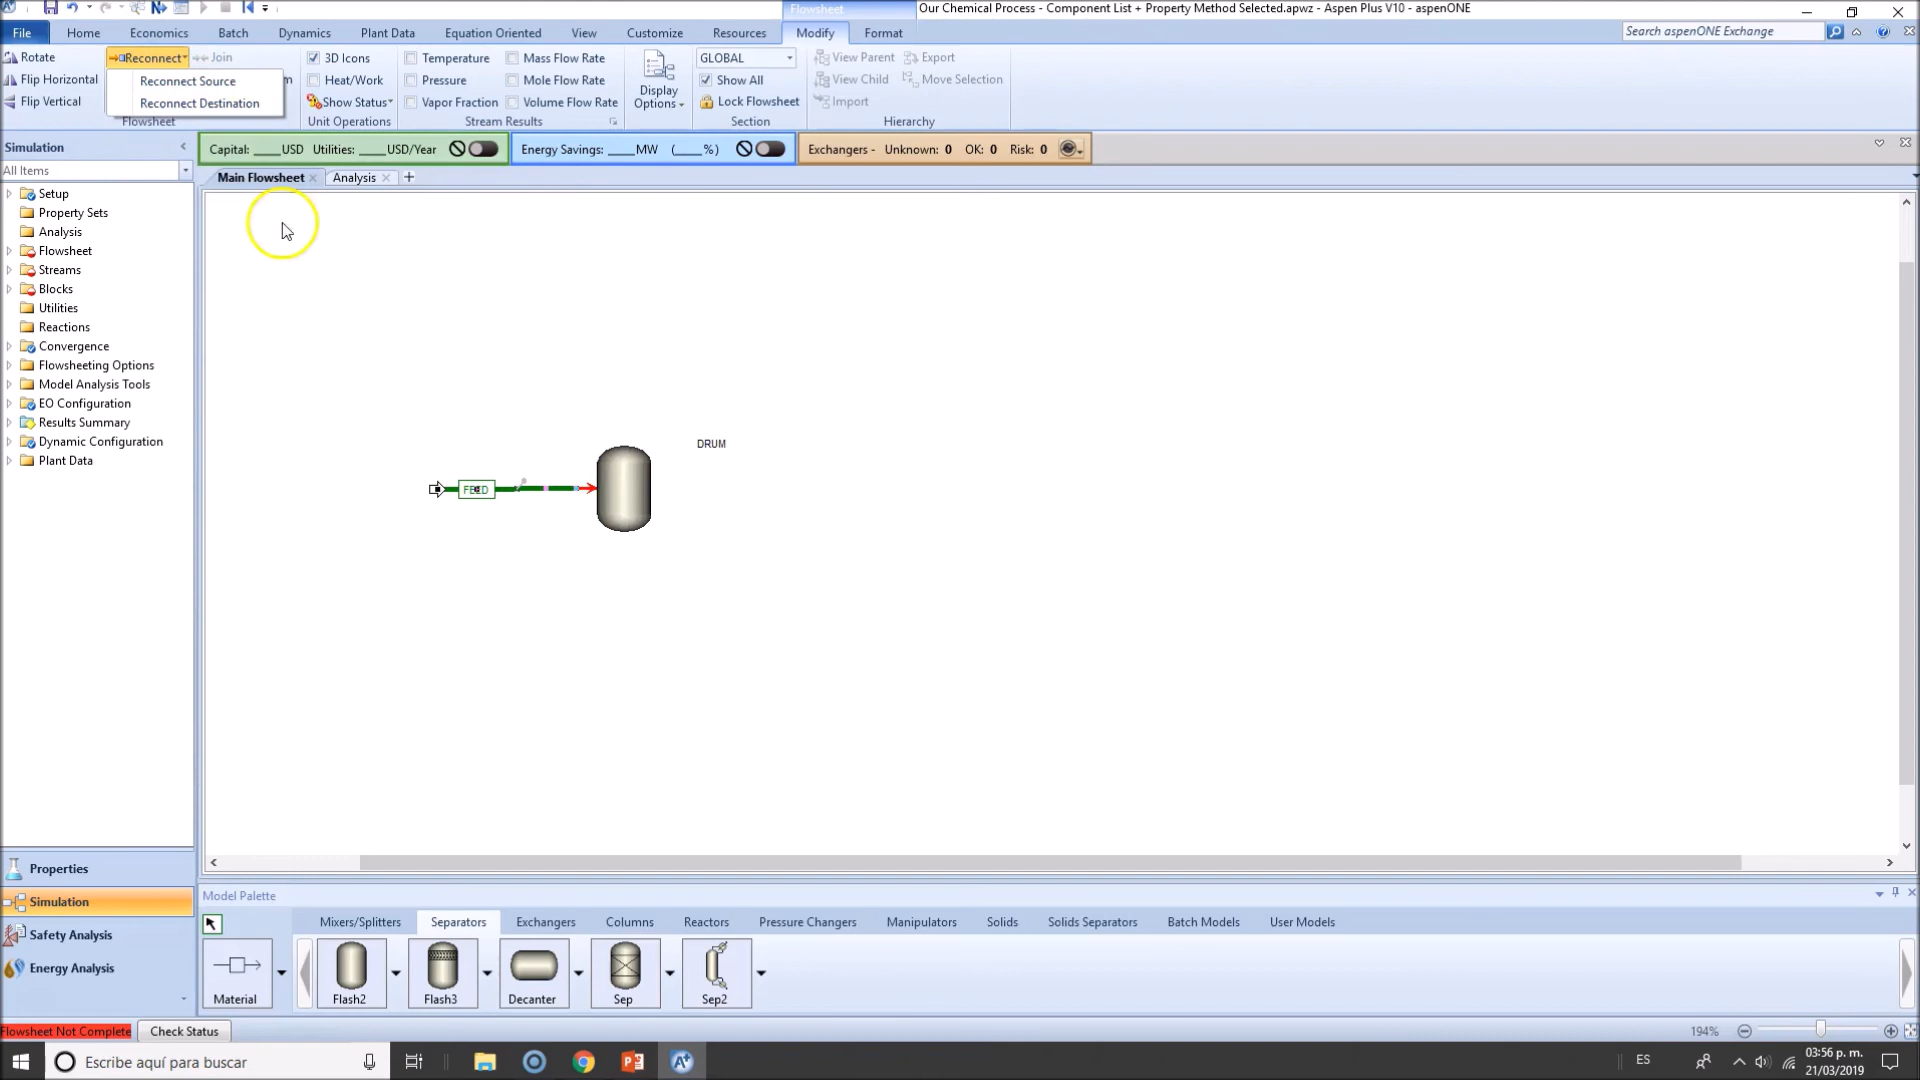 Flowsheet
Our Chemical Process - Component List + Property Method Selected.apwz - Aspen Plus V10 - aspenONE
File Home Economics Batch Dynamics Plant Data Equation Oriented View Customize Resources Modify Format Search aspenONE Exchange
Rotate
Flip Horizontal
Flip Vertical
Reconnect Join
Reconnect Source
Reconnect Destination
Flowsheet
3D Icons
Heat/Work
Show Status
Unit Operations
Temperature Mass Flow Rate
Pressure Mole Flow Rate
Vapor Fraction Volume Flow Rate
Stream Results
Display
Options
GLOBAL
Show All
Lock Flowsheet
Section
View Parent Export
View Child Move Selection
Import
Hierarchy
Simulation
All Items
Capital: ____USD Utilities: ____USD/Year Energy Savings: ____MW (____%) Exchangers - Unknown: 0 OK: 0 Risk: 0
Main Flowsheet Analysis +
Setup
Property Sets
Analysis
Flowsheet
Streams
Blocks
Utilities
Reactions
Convergence
Flowsheeting Options
Model Analysis Tools
EO Configuration
Results Summary
Dynamic Configuration
Plant Data
DRUM
FEED
Properties
Simulation
Safety Analysis
Energy Analysis
Model Palette
Mixers/Splitters Separators Exchangers Columns Reactors Pressure Changers Manipulators Solids Solids Separators Batch Models User Models
Material Flash2 Flash3 Decanter Sep Sep2
Flowsheet Not Complete Check Status 194%
Escribe aquí para buscar
ES
03:56 p. m.
21/03/2019